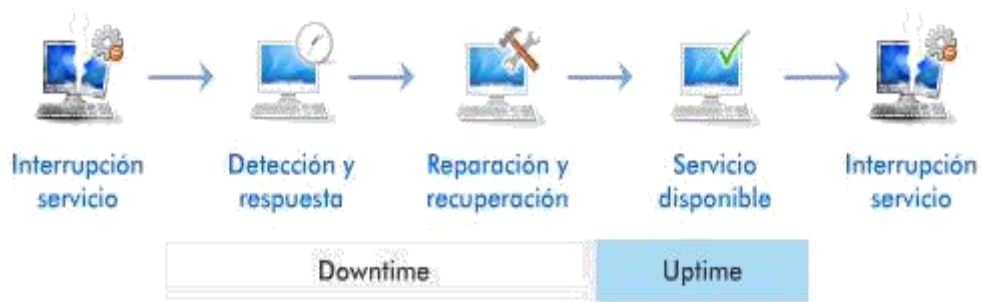 Interrupción
servicio
Detección y
respuesta
Reparación y
recuperación
Servicio
disponible
Interrupción
servicio
Downtime
Uptime